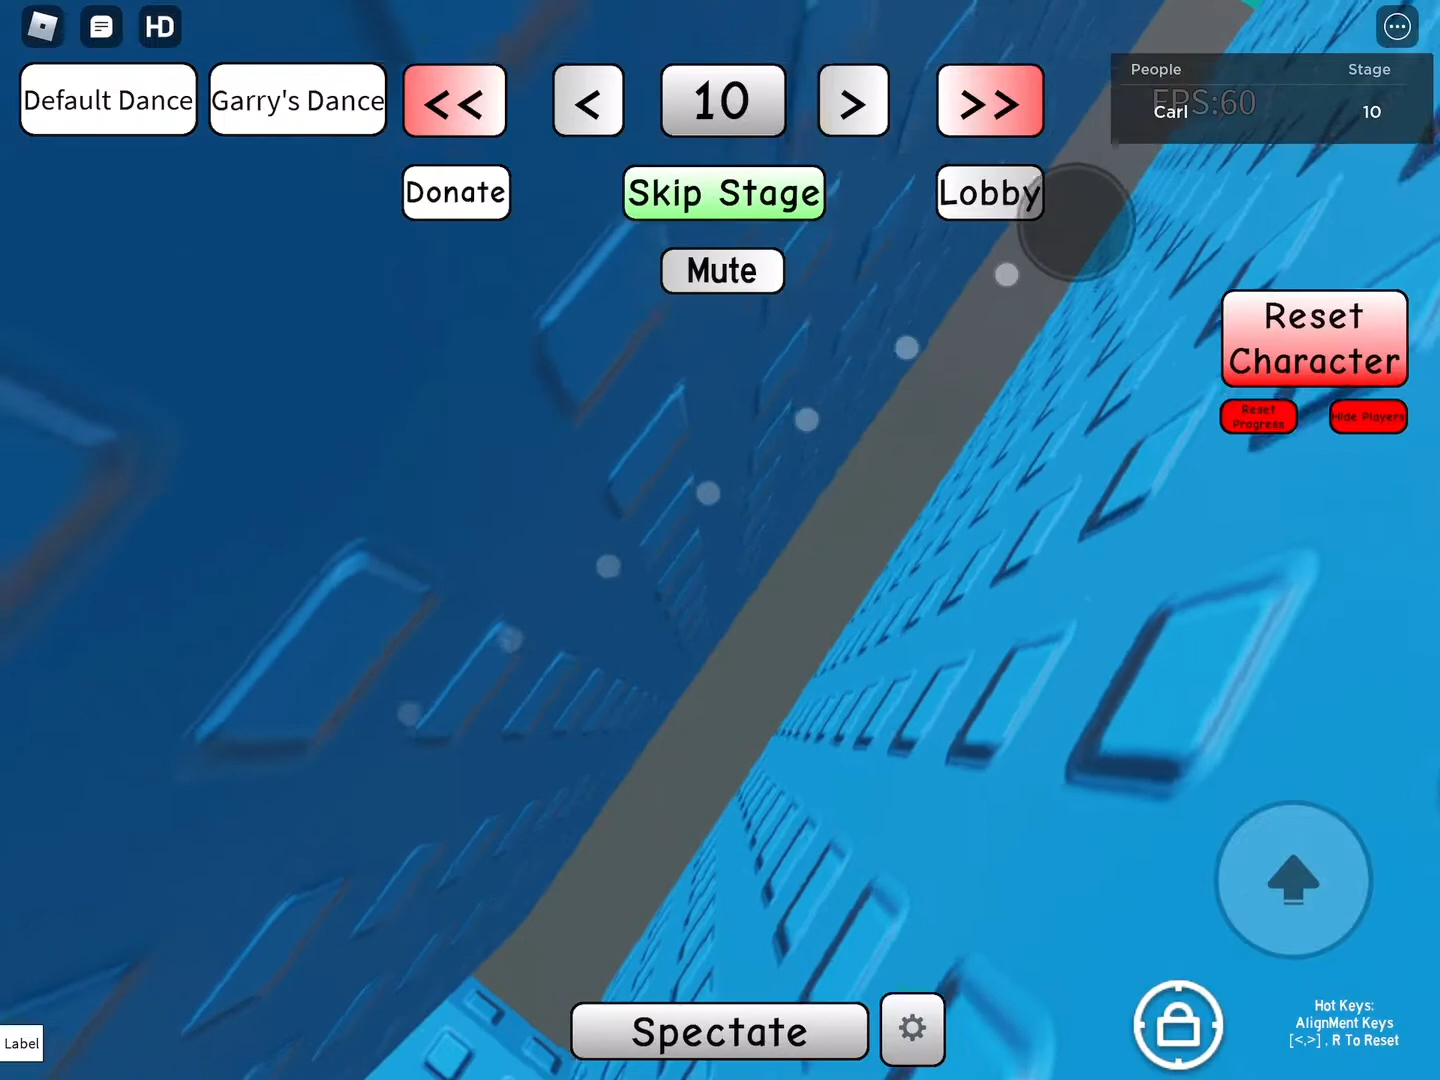 HD
Default Dance
Garry's Dance
<<
<
10
>
>>
People Stage
FPS:60
Carl 10
Donate
Skip Stage
Lobby
Mute
Reset
Character
Reset
Progress
Hide Players
Label
Spectate
Hot Keys:
AlignMent Keys
[<,>] , R To Reset